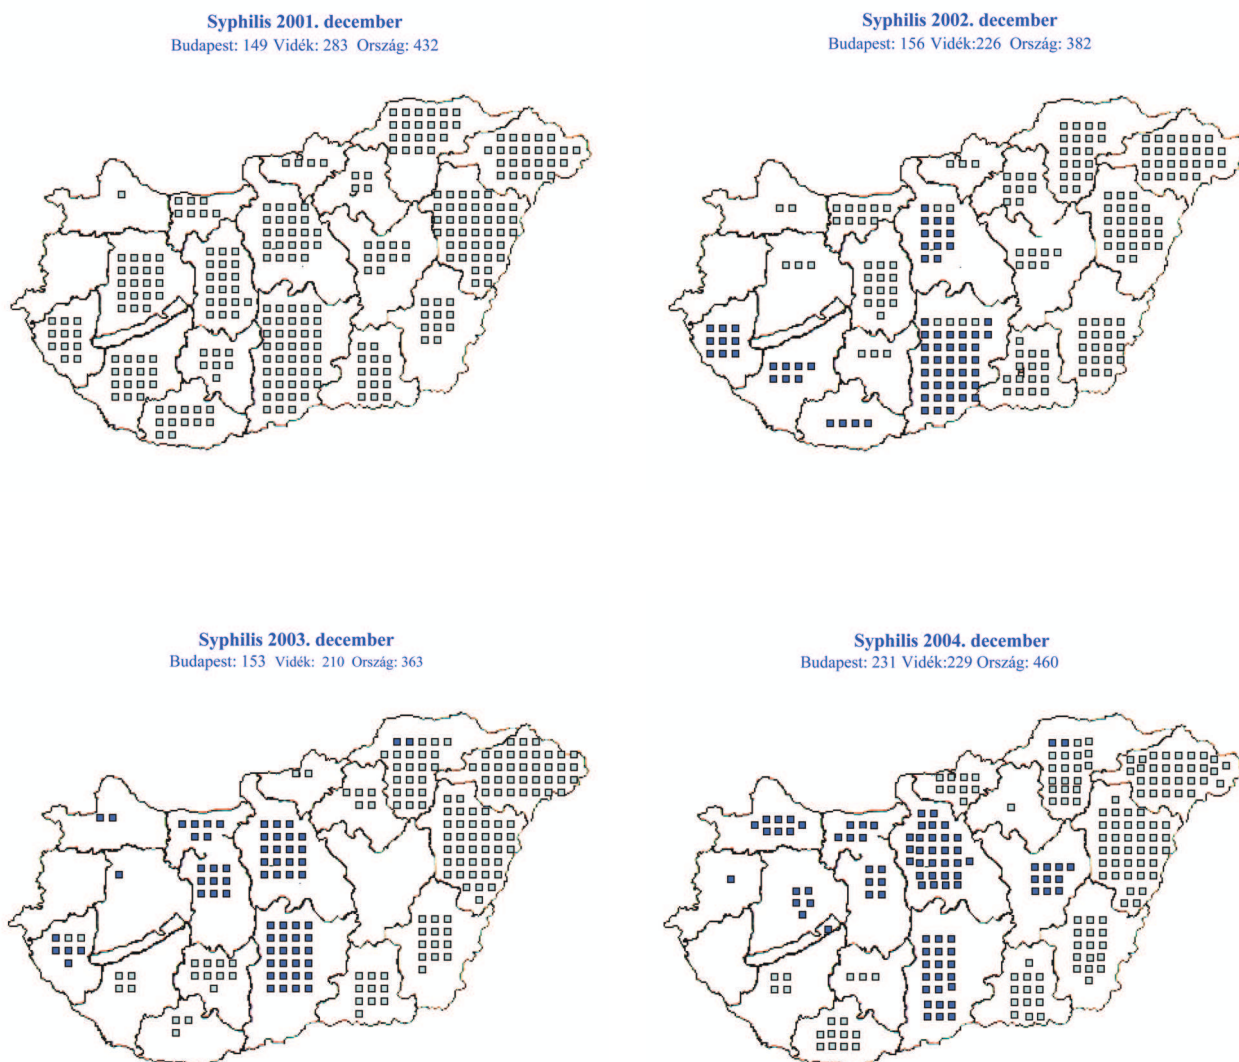 Syphilis 2001. december
Budapest: 149 Vidék: 283 Ország: 432
Syphilis 2002. december
Budapest: 156 Vidék:226 Ország: 382
Syphilis 2003. december
Budapest: 153 Vidék: 210 Ország: 363
Syphilis 2004. december
Budapest: 231 Vidék:229 Ország: 460